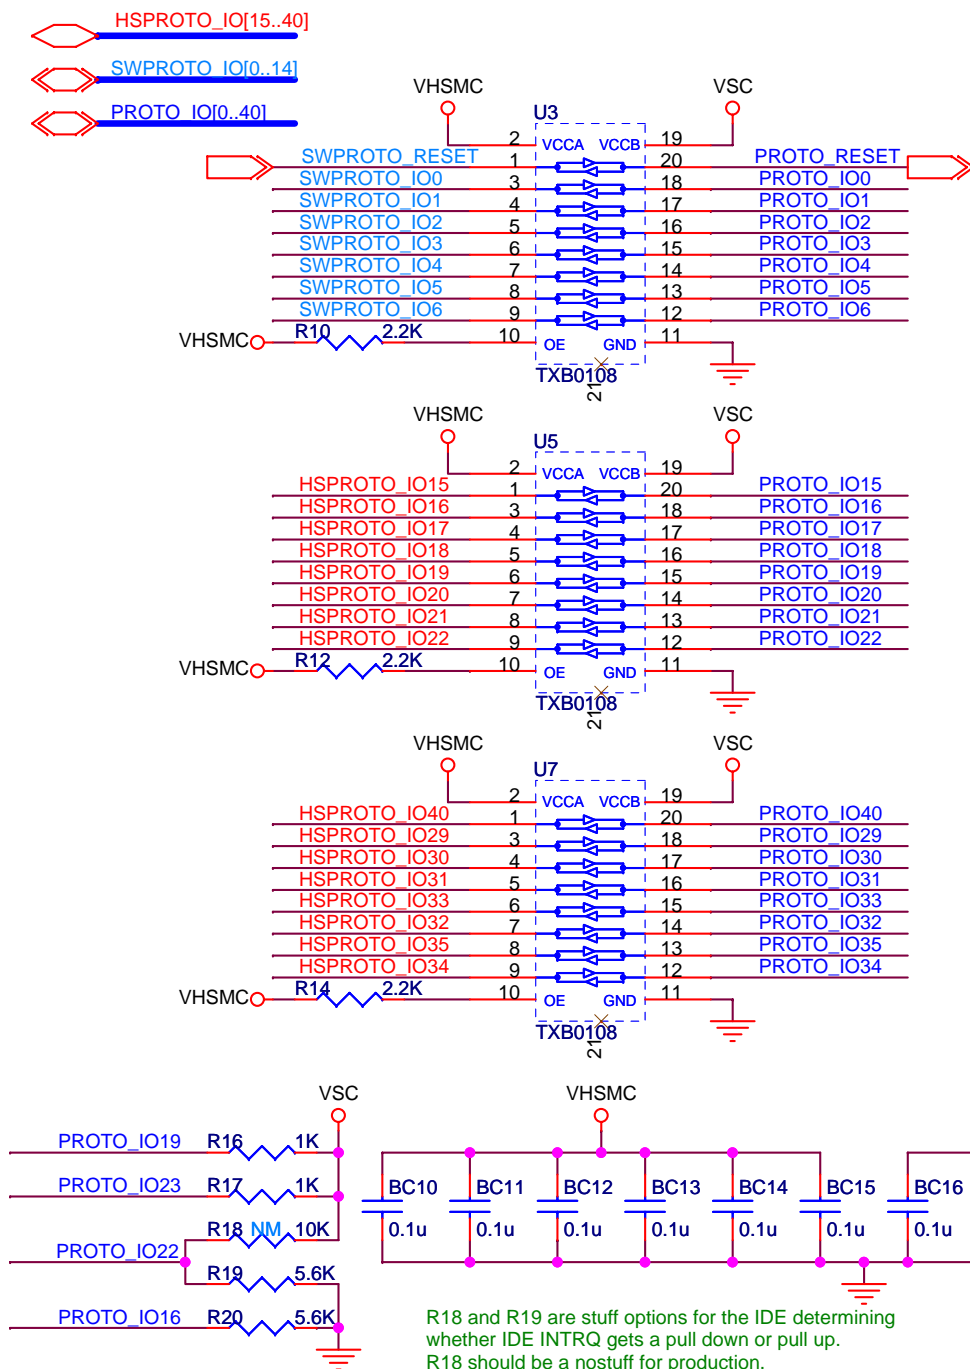 HSPROTO_IO[15..40]
SWPROTO_IO[0..14]
PROTO_IO[0..40]
VHSMC VSC
U3
2 VCCA VCCB 19
SWPROTO_RESET 1 20 PROTO_RESET
SWPROTO_IO0 3 18 PROTO_IO0
SWPROTO_IO1 4 17 PROTO_IO1
SWPROTO_IO2 5 16 PROTO_IO2
SWPROTO_IO3 6 15 PROTO_IO3
SWPROTO_IO4 7 14 PROTO_IO4
SWPROTO_IO5 8 13 PROTO_IO5
SWPROTO_IO6 9 12 PROTO_IO6
VHSMC R10 2.2K 10 OE GND 11
TXB0108
21
VHSMC VSC
U5
2 VCCA VCCB 19
HSPROTO_IO15 1 20 PROTO_IO15
HSPROTO_IO16 3 18 PROTO_IO16
HSPROTO_IO17 4 17 PROTO_IO17
HSPROTO_IO18 5 16 PROTO_IO18
HSPROTO_IO19 6 15 PROTO_IO19
HSPROTO_IO20 7 14 PROTO_IO20
HSPROTO_IO21 8 13 PROTO_IO21
HSPROTO_IO22 9 12 PROTO_IO22
VHSMC R12 2.2K 10 OE GND 11
TXB0108
21
VHSMC VSC
U7
2 VCCA VCCB 19
HSPROTO_IO40 1 20 PROTO_IO40
HSPROTO_IO29 3 18 PROTO_IO29
HSPROTO_IO30 4 17 PROTO_IO30
HSPROTO_IO31 5 16 PROTO_IO31
HSPROTO_IO33 6 15 PROTO_IO33
HSPROTO_IO32 7 14 PROTO_IO32
HSPROTO_IO35 8 13 PROTO_IO35
HSPROTO_IO34 9 12 PROTO_IO34
VHSMC R14 2.2K 10 OE GND 11
TXB0108
21
VSC VHSMC
PROTO_IO19 R16 1K
PROTO_IO23 R17 1K
R18 NM 10K
PROTO_IO22
R19 5.6K
PROTO_IO16 R20 5.6K
BC10 BC11 BC12 BC13 BC14 BC15 BC16
0.1u 0.1u 0.1u 0.1u 0.1u 0.1u 0.1u
R18 and R19 are stuff options for the IDE determining
whether IDE INTRQ gets a pull down or pull up.
R18 should be a nostuff for production.